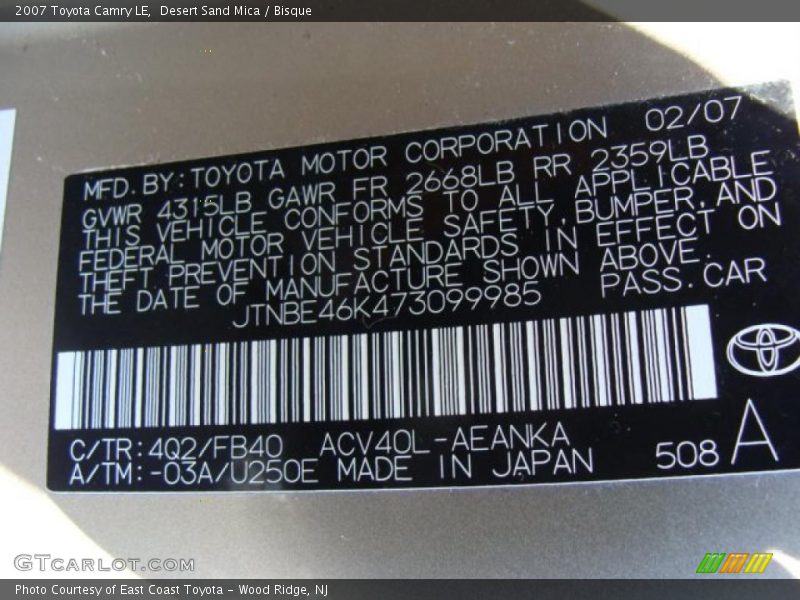 2007 Toyota Camry LE,  Desert Sand Mica / Bisque
MFD. BY: TOYOTA MOTOR CORPORATION 02/07
GVWR 4315LB GAWR FR 2668LB RR 2359LB
THIS VEHICLE CONFORMS TO ALL APPLICABLE
FEDERAL MOTOR VEHICLE SAFETY, BUMPER, AND
THEFT PREVENTION STANDARDS IN EFFECT ON
THE DATE OF MANUFACTURE SHOWN ABOVE.
JTNBE46K473099985 PASS. CAR
C/TR: 4Q2/FB40 ACV40L-AEANKA
A/TM: -03A/U250E MADE IN JAPAN 508 A
GTCARLOT.COM
Photo Courtesy of East Coast Toyota - Wood Ridge, NJ